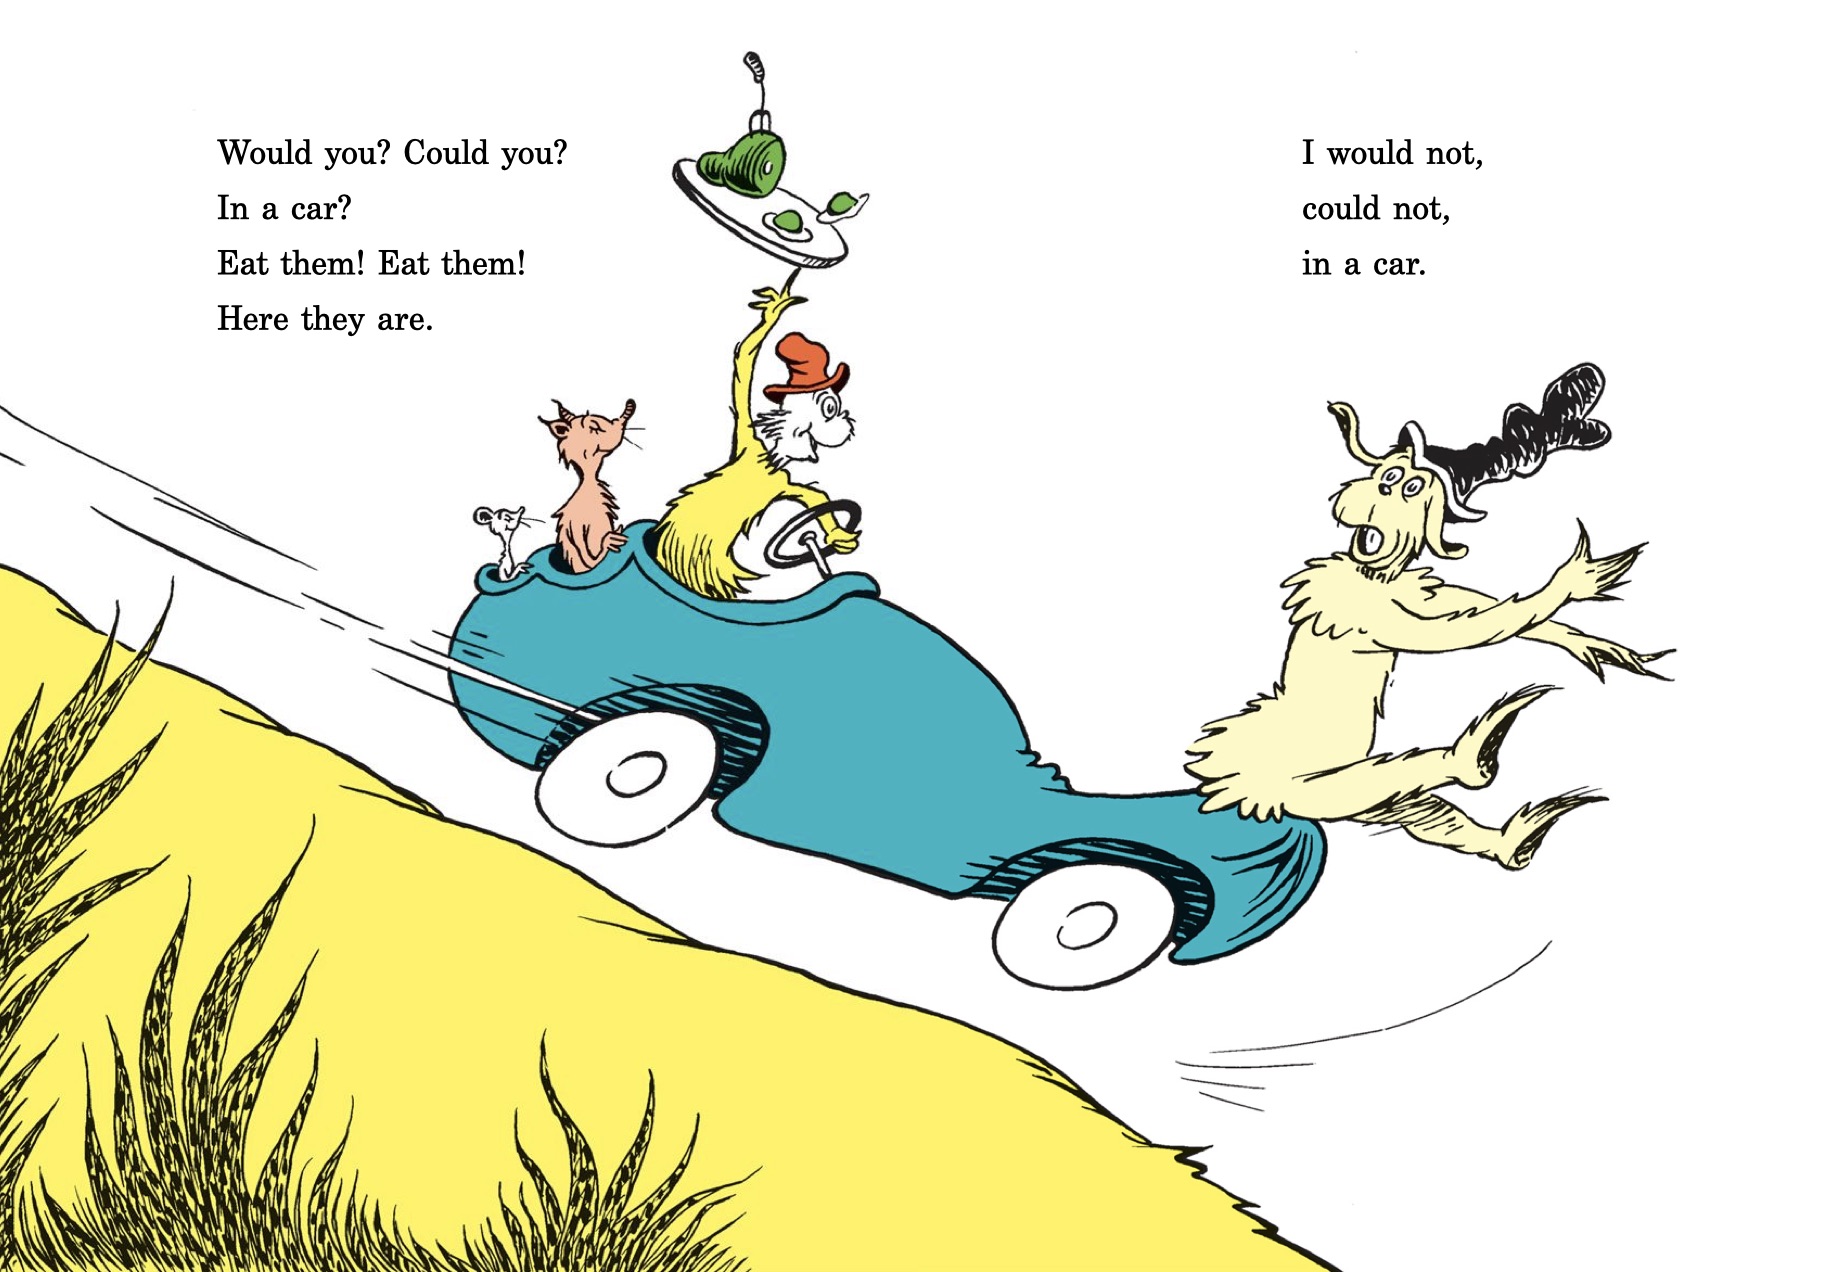 Would you? Could you?
In a car?
Eat them! Eat them!
Here they are.
I would not,
could not,
in a car.